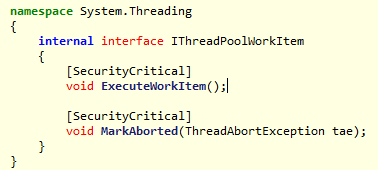 namespace System.Threading
{
    internal interface IThreadPoolWorkItem
    {
        [SecurityCritical]
        void ExecuteWorkItem();

        [SecurityCritical]
        void MarkAborted(ThreadAbortException tae);
    }
}